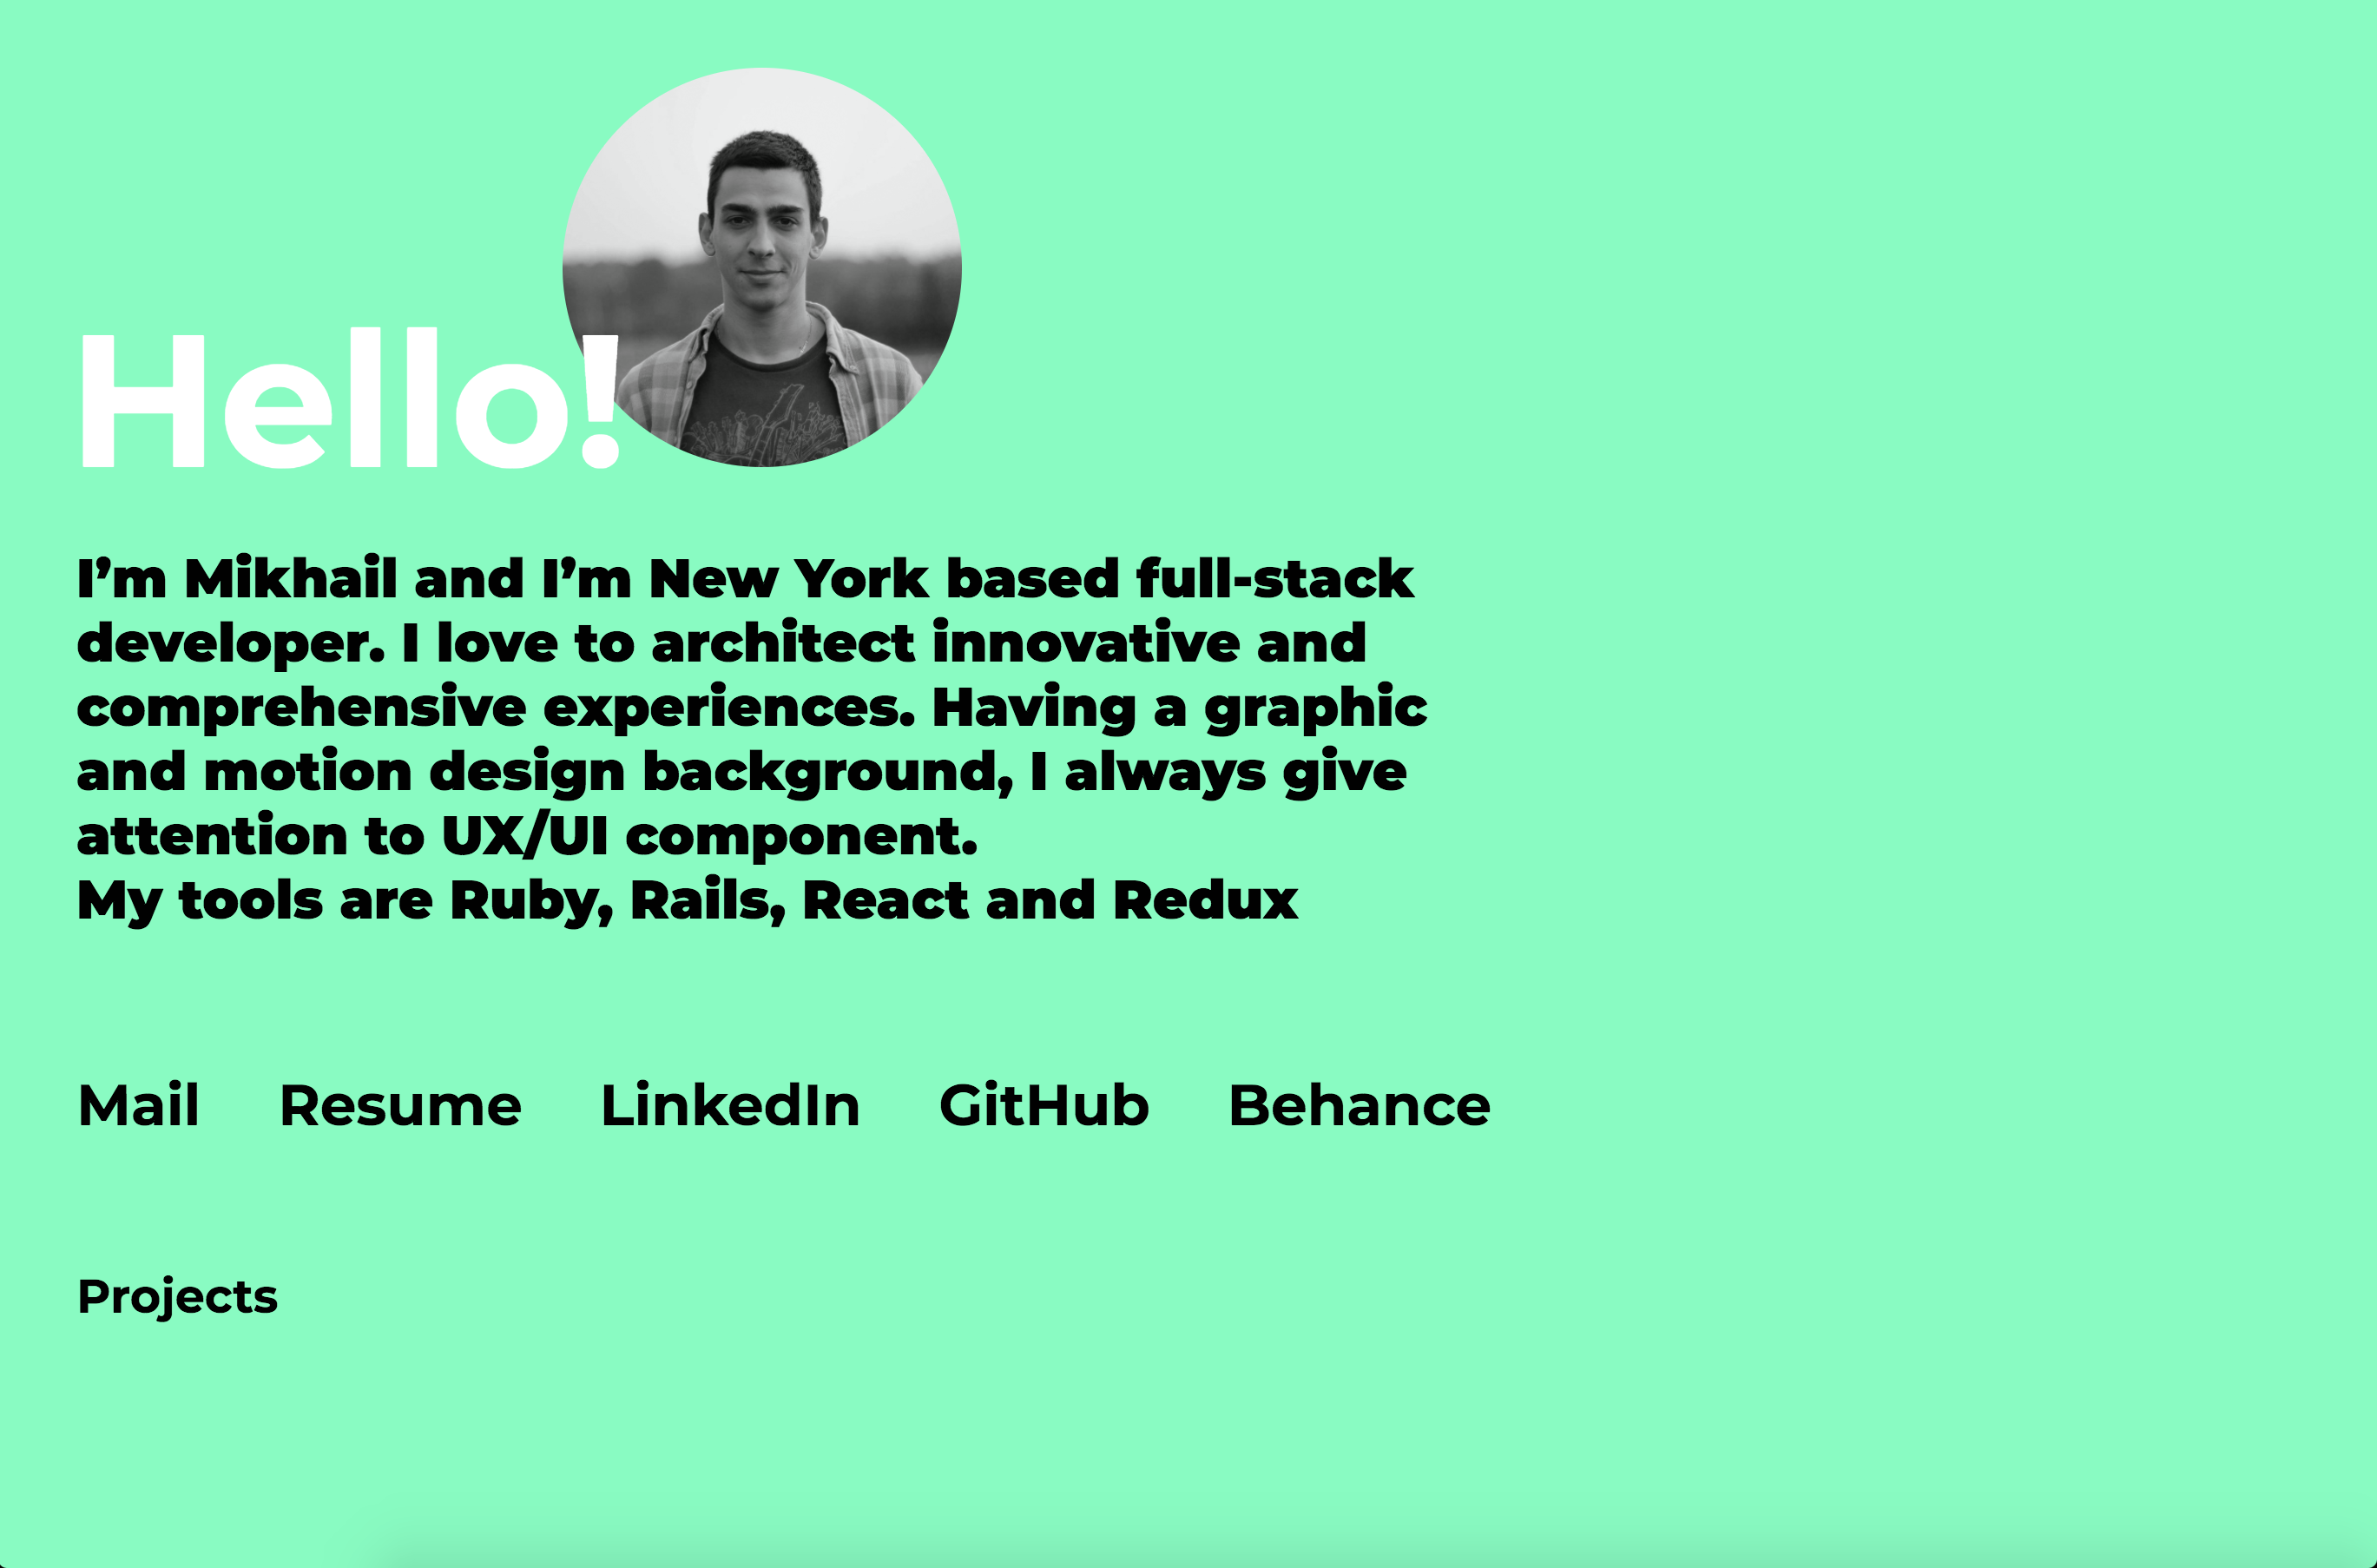 Hello!
I’m Mikhail and I’m New York based full-stack
developer. I love to architect innovative and
comprehensive experiences. Having a graphic
and motion design background, I always give
attention to UX/UI component.
My tools are Ruby, Rails, React and Redux
Mail Resume LinkedIn GitHub Behance
Projects